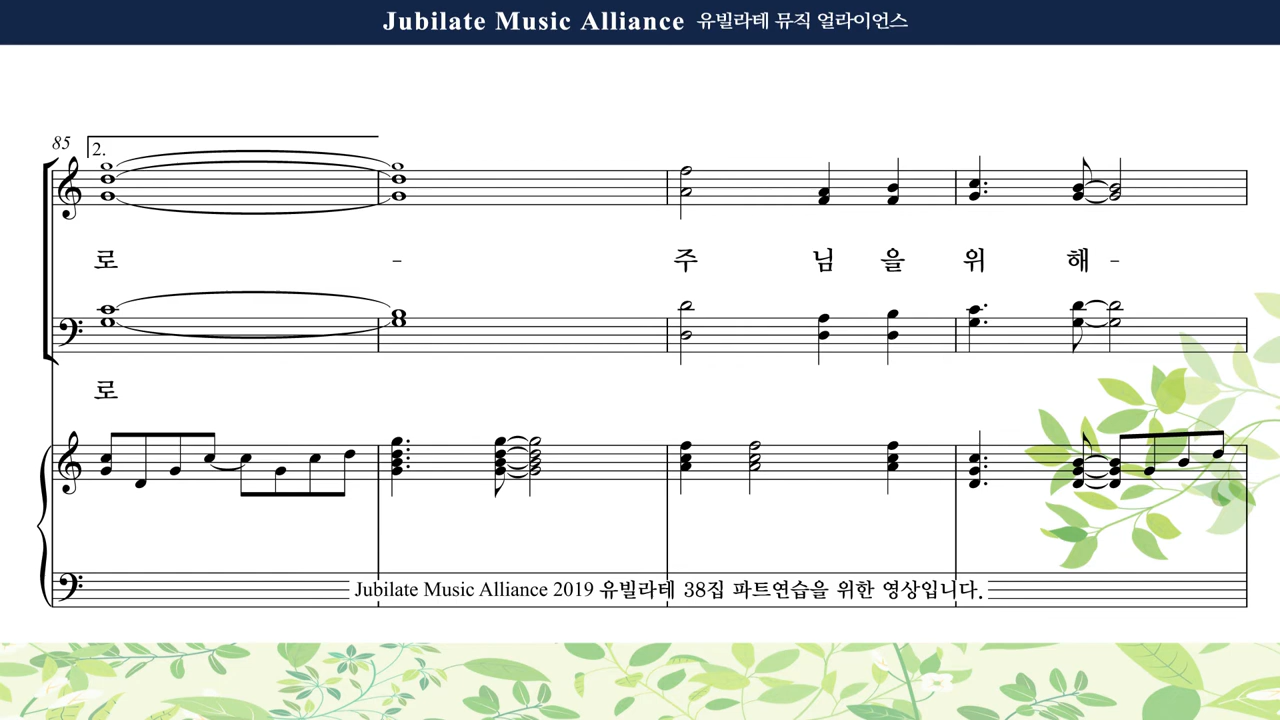 Jubilate Music Alliance 유빌라테 뮤직 얼라이언스
85
2.
로 - 주 님 을 위 해 -
로
Jubilate Music Alliance 2019 유빌라테 38집 파트연습을 위한 영상입니다.